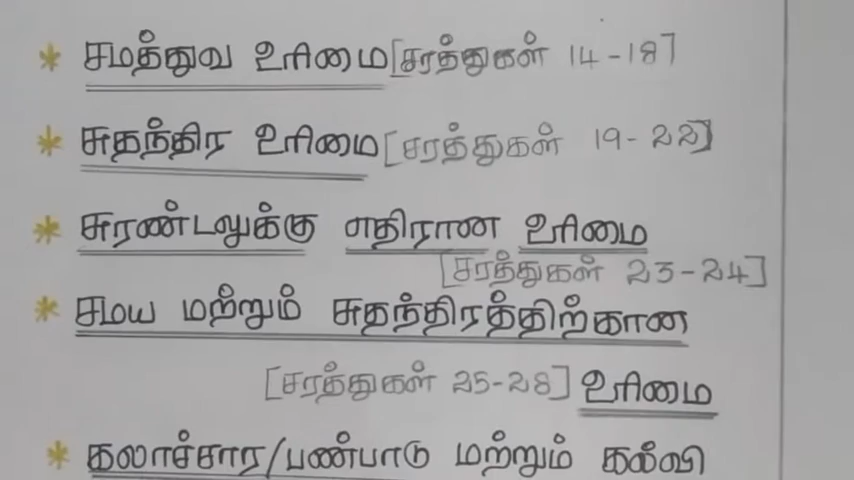 * சமத்துவ உரிமை [சரத்துகள் 14-18]
* சுதந்திர உரிமை [சரத்துகள் 19-22]
* சுரண்டலுக்கு எதிரான உரிமை
[சரத்துகள் 23-24]
* சமய மற்றும் சுதந்திரத்திற்கான
[சரத்துகள் 25-28] உரிமை
* கலாச்சார/பண்பாடு மற்றும் கல்வி